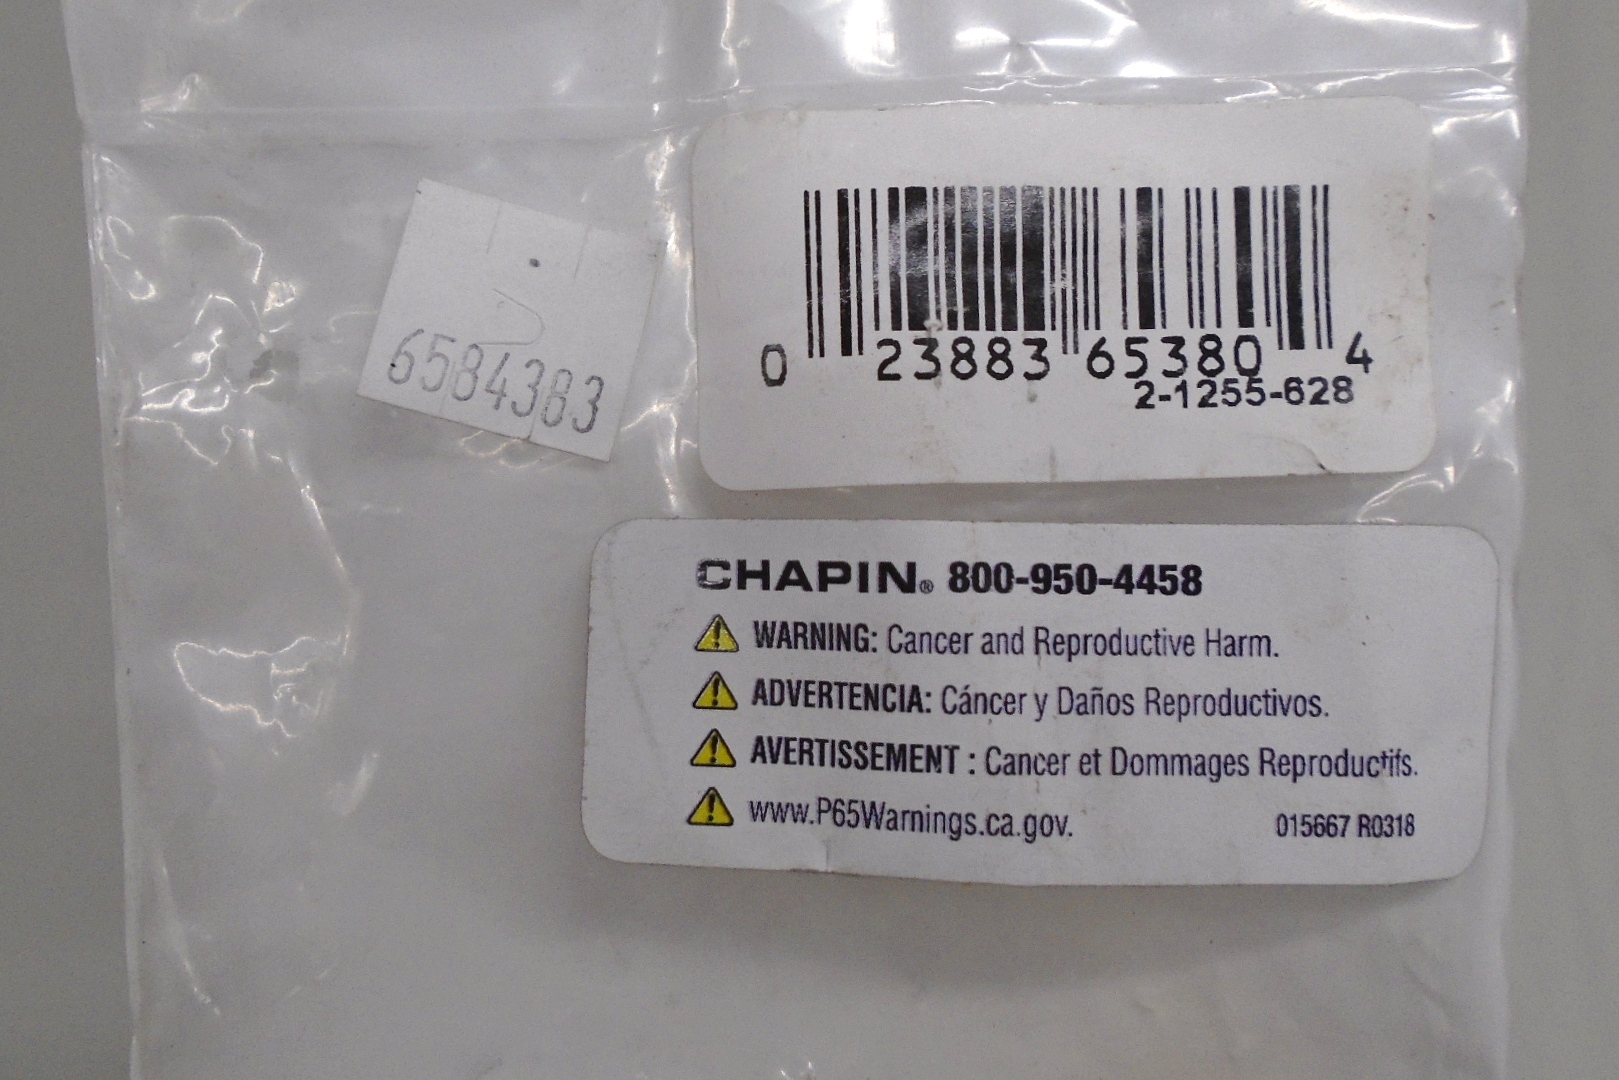 6584383
0 23883 65380 4
2-1255-628
CHAPIN® 800-950-4458
WARNING: Cancer and Reproductive Harm.
ADVERTENCIA: Cáncer y Daños Reproductivos.
AVERTISSEMENT : Cancer et Dommages Reproductifs.
www.P65Warnings.ca.gov.
015667 R0318